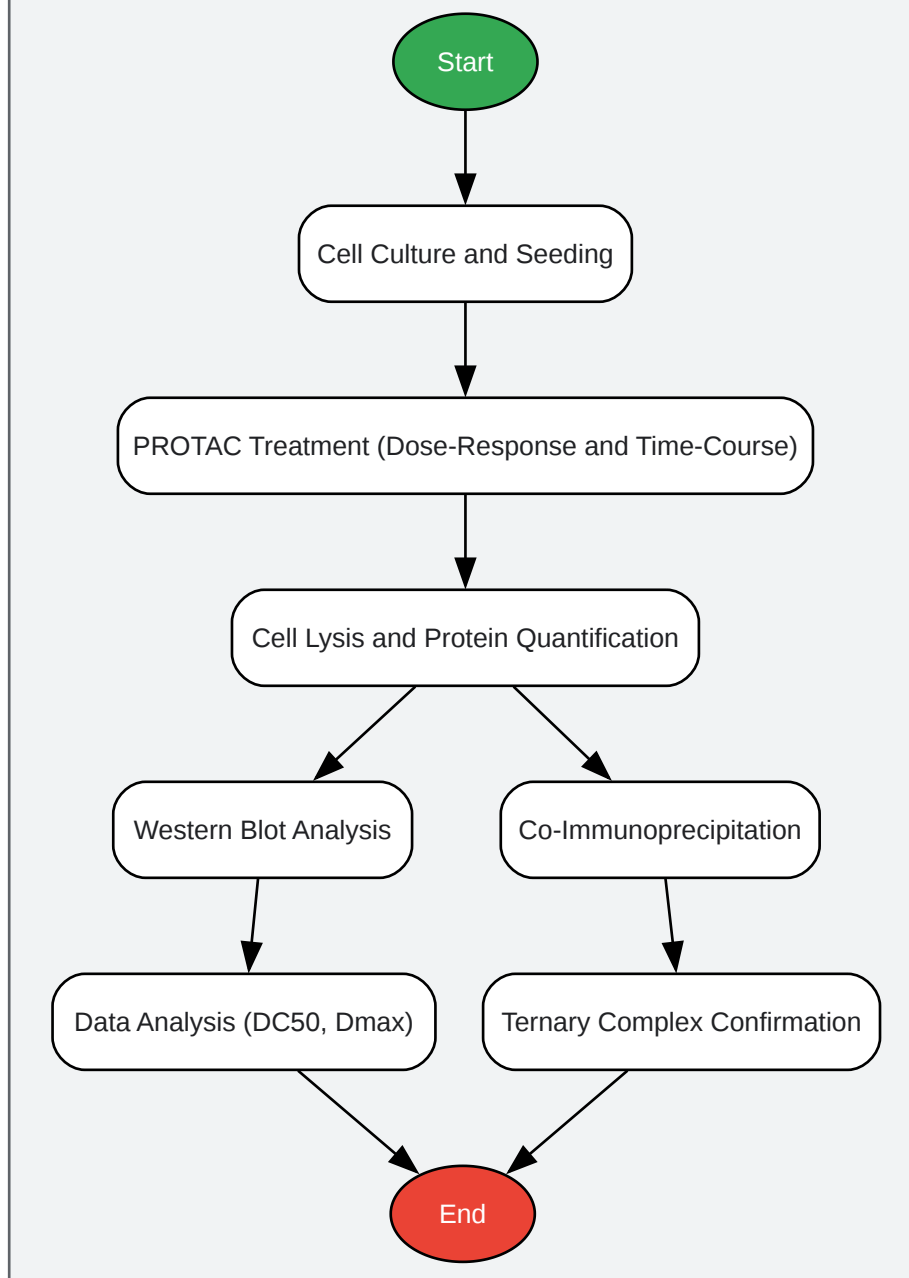 Start
Cell Culture and Seeding
PROTAC Treatment (Dose-Response and Time-Course)
Cell Lysis and Protein Quantification
Western Blot Analysis
Co-Immunoprecipitation
Data Analysis (DC50, Dmax)
Ternary Complex Confirmation
End